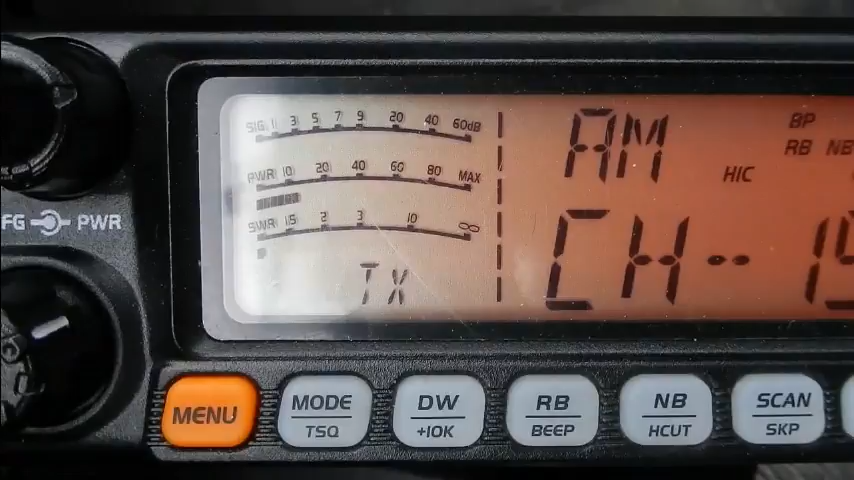 SIG 1 3 5 7 9 20 40 60dB
PWR 10 20 40 60 80 MAX
SWR 1.5 2 3 10 ∞
TX
AM
BP
RB NB
HIC
CH--
FG PWR
MENU
MODE
TSQ
DW
+10K
RB
BEEP
NB
HCUT
SCAN
SKP